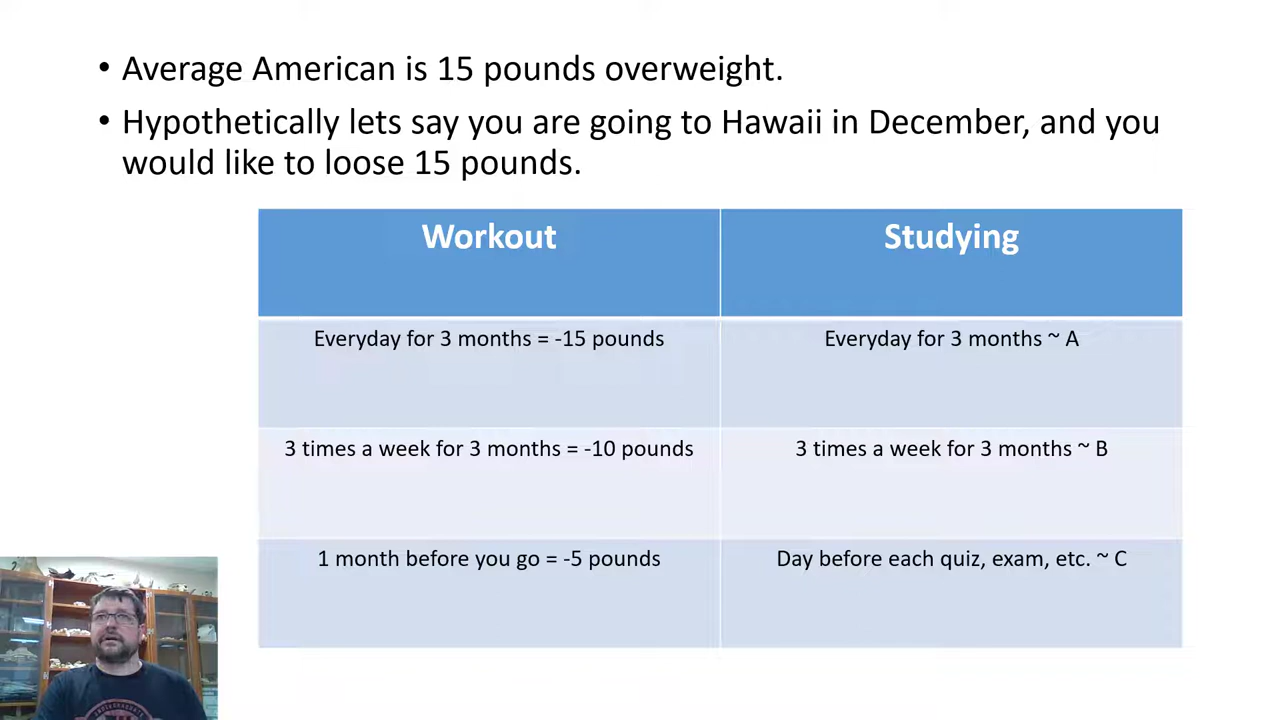 • Average American is 15 pounds overweight.
• Hypothetically lets say you are going to Hawaii in December, and you
would like to loose 15 pounds.
Workout
Studying
Everyday for 3 months = -15 pounds
Everyday for 3 months ~ A
3 times a week for 3 months = -10 pounds
3 times a week for 3 months ~ B
1 month before you go = -5 pounds
Day before each quiz, exam, etc. ~ C